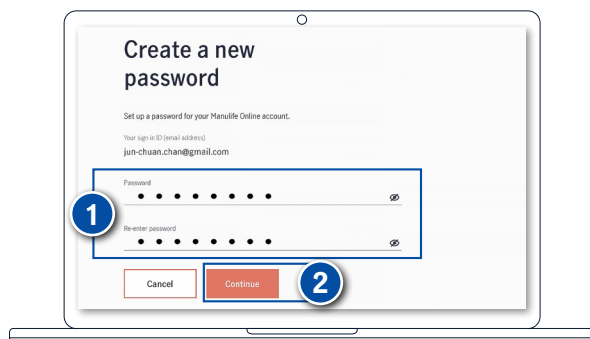 Create a new
password
Set up a password for your Manulife Online account.
Your sign in ID (email address)
jun-chuan.chan@gmail.com
Password
● ● ● ● ● ● ● ●
1
Re-enter password
● ● ● ● ● ● ● ●
Cancel
Continue
2